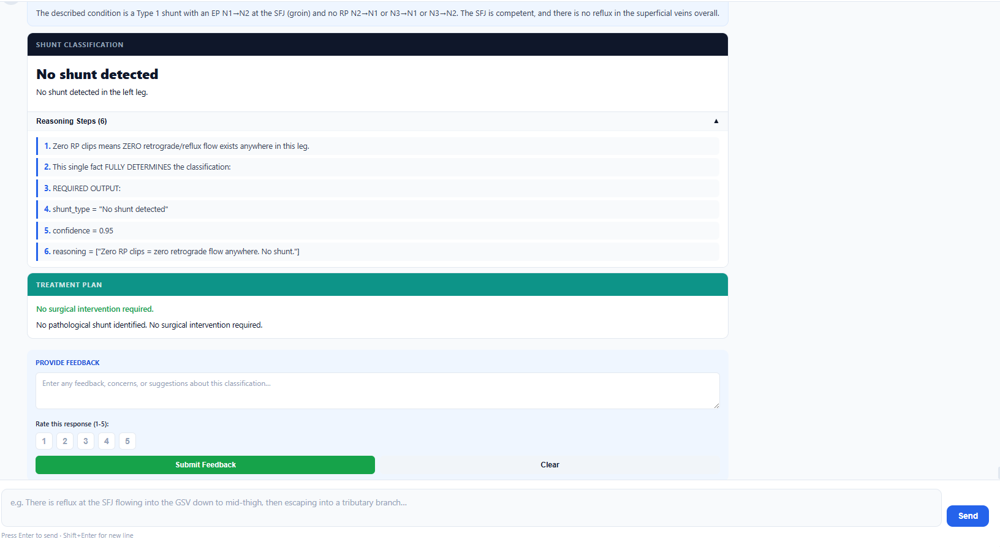 The described condition is a Type 1 shunt with an EP N1→N2 at the SFJ (groin) and no RP N2→N1 or N3→N1 or N3→N2. The SFJ is competent, and there is no reflux in the superficial veins overall.
SHUNT CLASSIFICATION
No shunt detected
No shunt detected in the left leg.
Reasoning Steps (6) ▲
1. Zero RP clips means ZERO retrograde/reflux flow exists anywhere in this leg.
2. This single fact FULLY DETERMINES the classification:
3. REQUIRED OUTPUT:
4. shunt_type = "No shunt detected"
5. confidence = 0.95
6. reasoning = ["Zero RP clips = zero retrograde flow anywhere. No shunt."]
TREATMENT PLAN
No surgical intervention required.
No pathological shunt identified. No surgical intervention required.
PROVIDE FEEDBACK
Enter any feedback, concerns, or suggestions about this classification...
Rate this response (1-5):
1 2 3 4 5
Submit Feedback Clear
e.g. There is reflux at the SFJ flowing into the GSV down to mid-thigh, then escaping into a tributary branch...
Send
Press Enter to send · Shift+Enter for new line